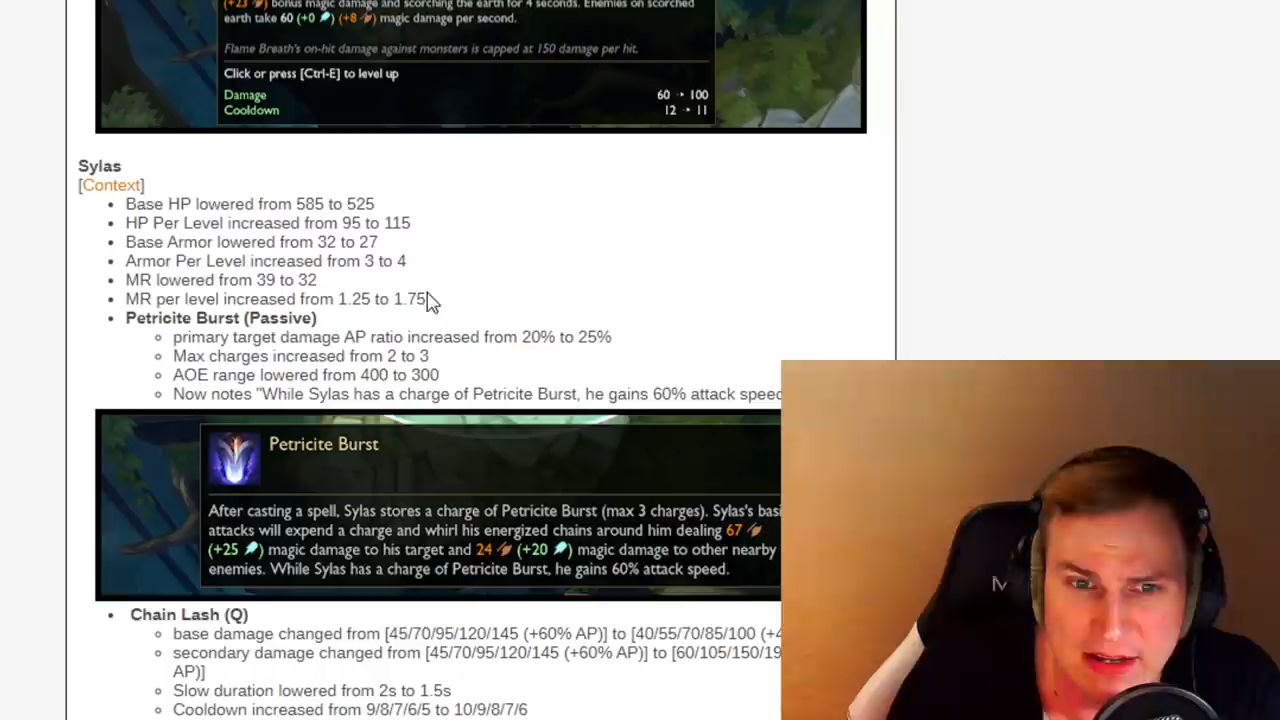 (+23) bonus magic damage and scorching the earth for 4 seconds. Enemies on scorched
earth take 60 (+0) (+8) magic damage per second.
Flame Breath's on-hit damage against monsters is capped at 150 damage per hit.
Click or press [Ctrl-E] to level up
Damage 60 → 100
Cooldown 12 → 11
Sylas
[Context]
• Base HP lowered from 585 to 525
• HP Per Level increased from 95 to 115
• Base Armor lowered from 32 to 27
• Armor Per Level increased from 3 to 4
• MR lowered from 39 to 32
• MR per level increased from 1.25 to 1.75
• Petricite Burst (Passive)
◦ primary target damage AP ratio increased from 20% to 25%
◦ Max charges increased from 2 to 3
◦ AOE range lowered from 400 to 300
◦ Now notes "While Sylas has a charge of Petricite Burst, he gains 60% attack speed
Petricite Burst
After casting a spell, Sylas stores a charge of Petricite Burst (max 3 charges). Sylas's basi
attacks will expend a charge and whirl his energized chains around him dealing 67
(+25) magic damage to his target and 24 (+20) magic damage to other nearby
enemies. While Sylas has a charge of Petricite Burst, he gains 60% attack speed.
• Chain Lash (Q)
◦ base damage changed from [45/70/95/120/145 (+60% AP)] to [40/55/70/85/100 (+4
◦ secondary damage changed from [45/70/95/120/145 (+60% AP)] to [60/105/150/19
AP)]
◦ Slow duration lowered from 2s to 1.5s
◦ Cooldown increased from 9/8/7/6/5 to 10/9/8/7/6